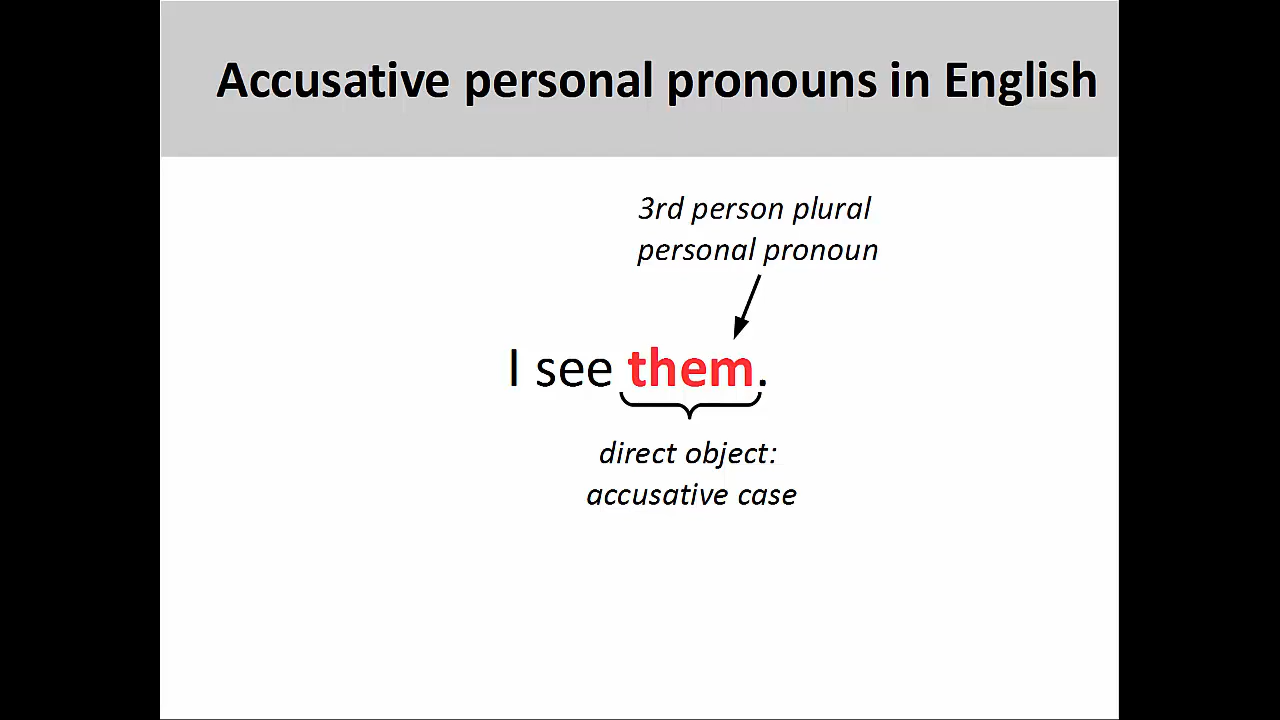 Accusative personal pronouns in English
3rd person plural
personal pronoun
I see them.
direct object:
accusative case